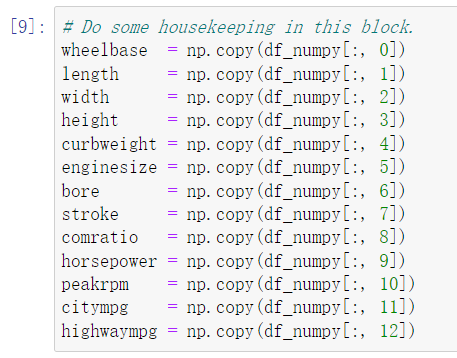 [9]: # Do some housekeeping in this block.
wheelbase  = np.copy(df_numpy[:, 0])
length     = np.copy(df_numpy[:, 1])
width      = np.copy(df_numpy[:, 2])
height     = np.copy(df_numpy[:, 3])
curbweight = np.copy(df_numpy[:, 4])
enginesize = np.copy(df_numpy[:, 5])
bore       = np.copy(df_numpy[:, 6])
stroke     = np.copy(df_numpy[:, 7])
comratio   = np.copy(df_numpy[:, 8])
horsepower = np.copy(df_numpy[:, 9])
peakrpm    = np.copy(df_numpy[:, 10])
citympg    = np.copy(df_numpy[:, 11])
highwaympg = np.copy(df_numpy[:, 12])